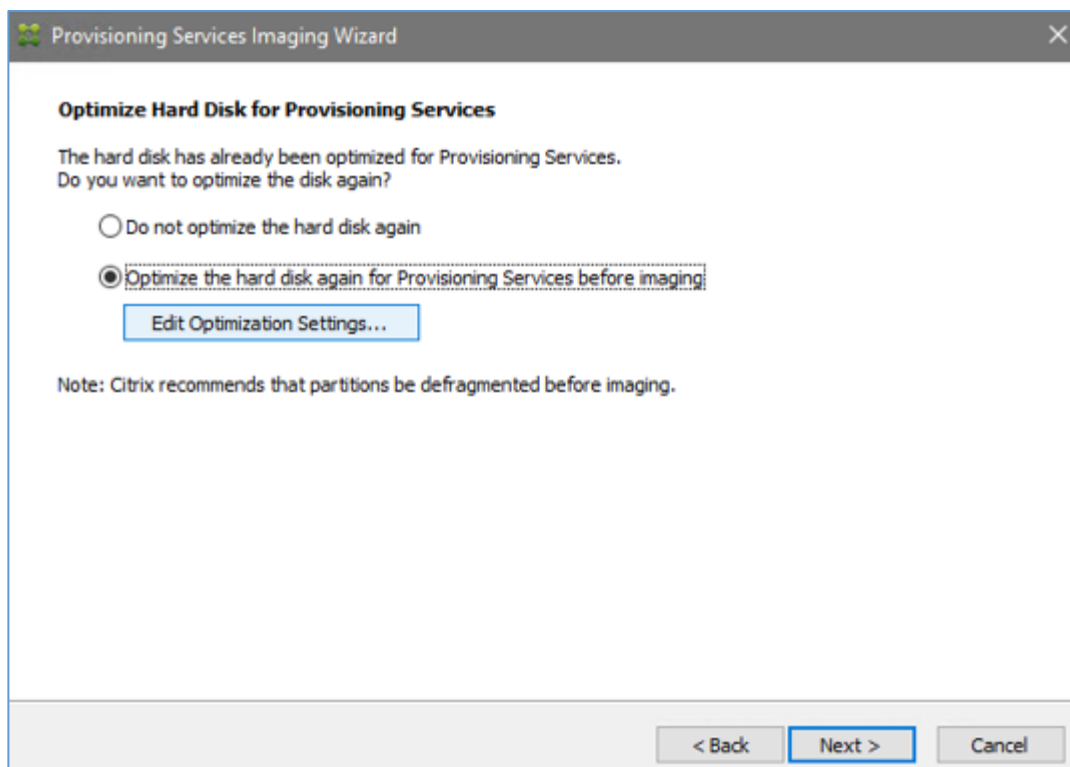 Provisioning Services Imaging Wizard
Optimize Hard Disk for Provisioning Services
The hard disk has already been optimized for Provisioning Services.
Do you want to optimize the disk again?
Do not optimize the hard disk again
Optimize the hard disk again for Provisioning Services before imaging
Edit Optimization Settings...
Note: Citrix recommends that partitions be defragmented before imaging.
< Back Next > Cancel